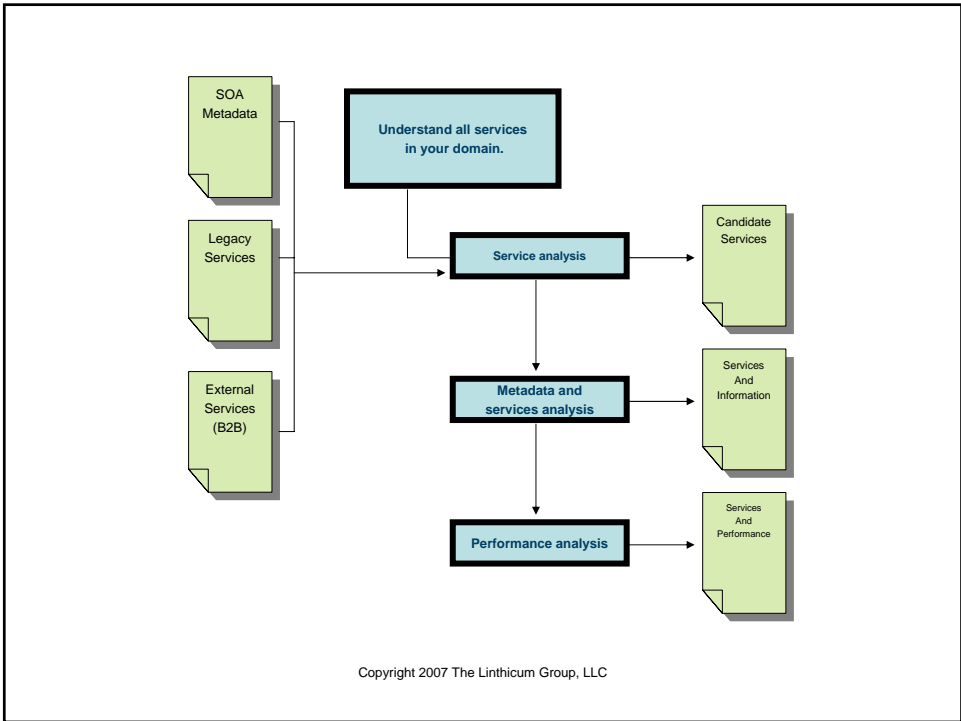 SOA
Metadata
Understand all services
in your domain.
Legacy
Services
Service analysis
Candidate
Services
External
Services
(B2B)
Metadata and
services analysis
Services
And
Information
Performance analysis
Services
And
Performance
Copyright 2007 The Linthicum Group, LLC